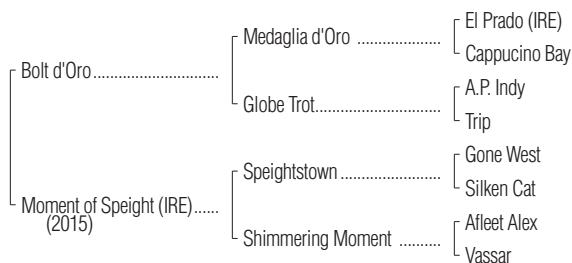 El Prado (IRE)
Medaglia d'Oro ....................
Cappucino Bay
Bolt d'Oro..............................
A.P. Indy
Globe Trot..............................
Trip
Gone West
Speightstown ........................
Silken Cat
Moment of Speight (IRE)......
(2015)
Afleet Alex
Shimmering Moment ..........
Vassar